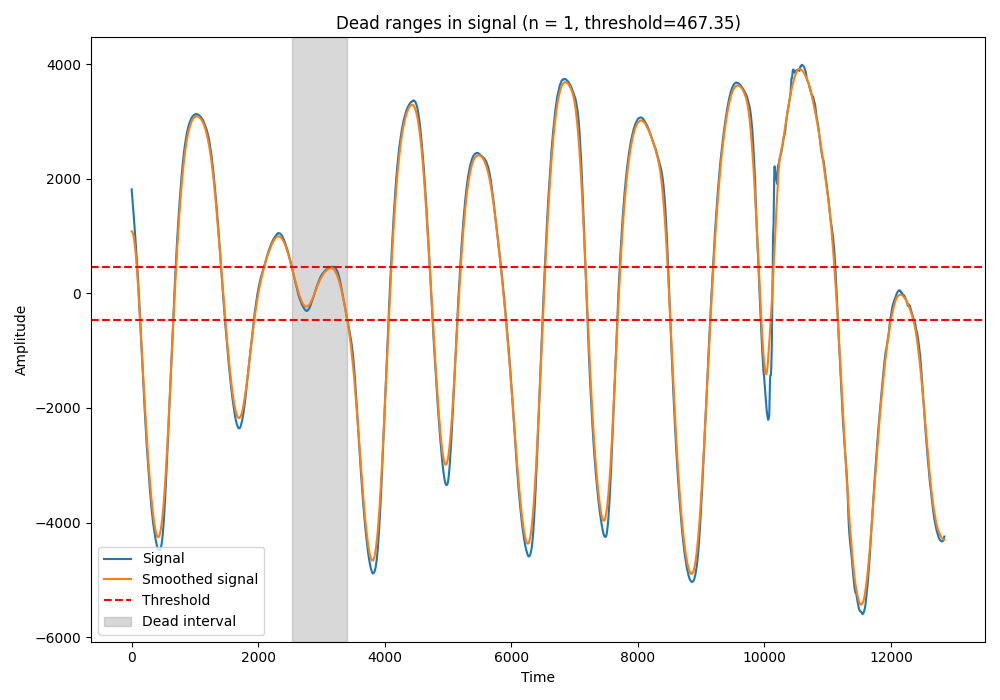 Dead ranges in signal (n = 1, threshold=467.35)
Amplitude
4000
2000
0
−2000
−4000
−6000
Signal
Smoothed signal
Threshold
Dead interval
0 2000 4000 6000 8000 10000 12000
Time